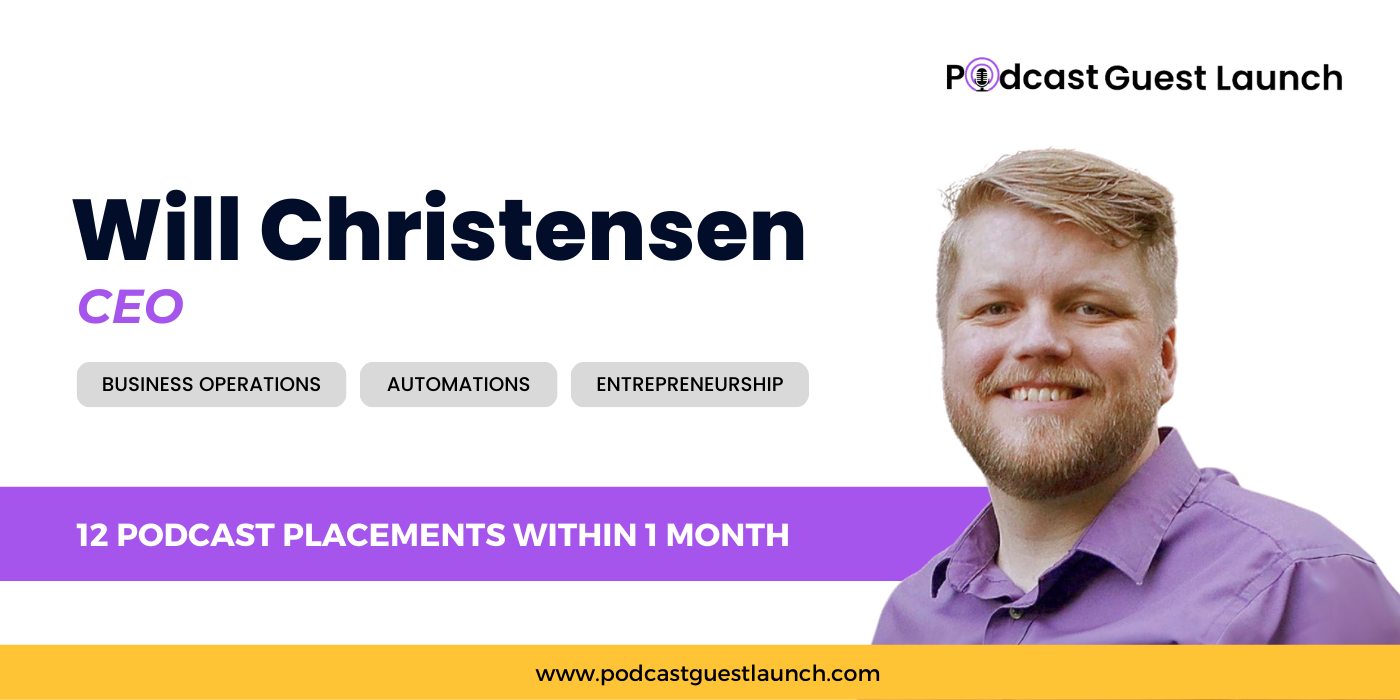 Podcast Guest Launch
Will Christensen
CEO
BUSINESS OPERATIONS AUTOMATIONS ENTREPRENEURSHIP
12 PODCAST PLACEMENTS WITHIN 1 MONTH
www.podcastguestlaunch.com